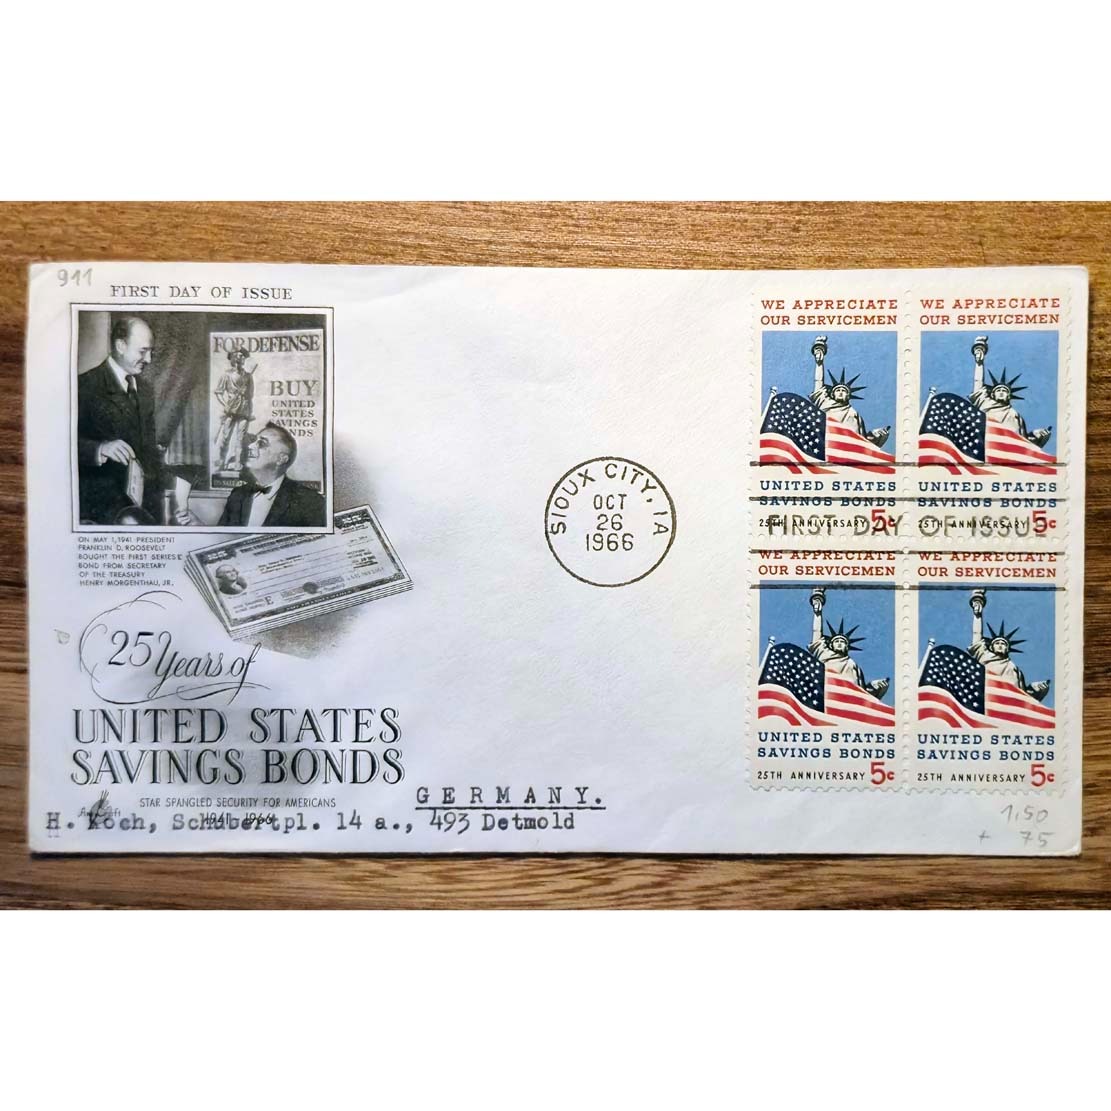 911
FIRST DAY OF ISSUE
FOR DEFENSE
BUY
UNITED
STATES
SAVINGS
BONDS
ON MAY 1, 1941 PRESIDENT
FRANKLIN D. ROOSEVELT
BOUGHT THE FIRST SERIES E
BOND FROM SECRETARY
OF THE TREASURY
HENRY MORGENTHAU, JR.
E
25 Years of
UNITED STATES
SAVINGS BONDS
STAR SPANGLED SECURITY FOR AMERICANS
1941 1966
ArtCraft
GERMANY.
H. Koch, Schubertpl. 14 a., 493 Detmold
SIOUX CITY, IA
OCT
26
1966
WE APPRECIATE
OUR SERVICEMEN
UNITED STATES
SAVINGS BONDS
25TH ANNIVERSARY 5c
WE APPRECIATE
OUR SERVICEMEN
UNITED STATES
SAVINGS BONDS
25TH ANNIVERSARY 5c
FIRST DAY OF ISSUE
WE APPRECIATE
OUR SERVICEMEN
UNITED STATES
SAVINGS BONDS
25TH ANNIVERSARY 5c
WE APPRECIATE
OUR SERVICEMEN
UNITED STATES
SAVINGS BONDS
25TH ANNIVERSARY 5c
1,50
+ 75